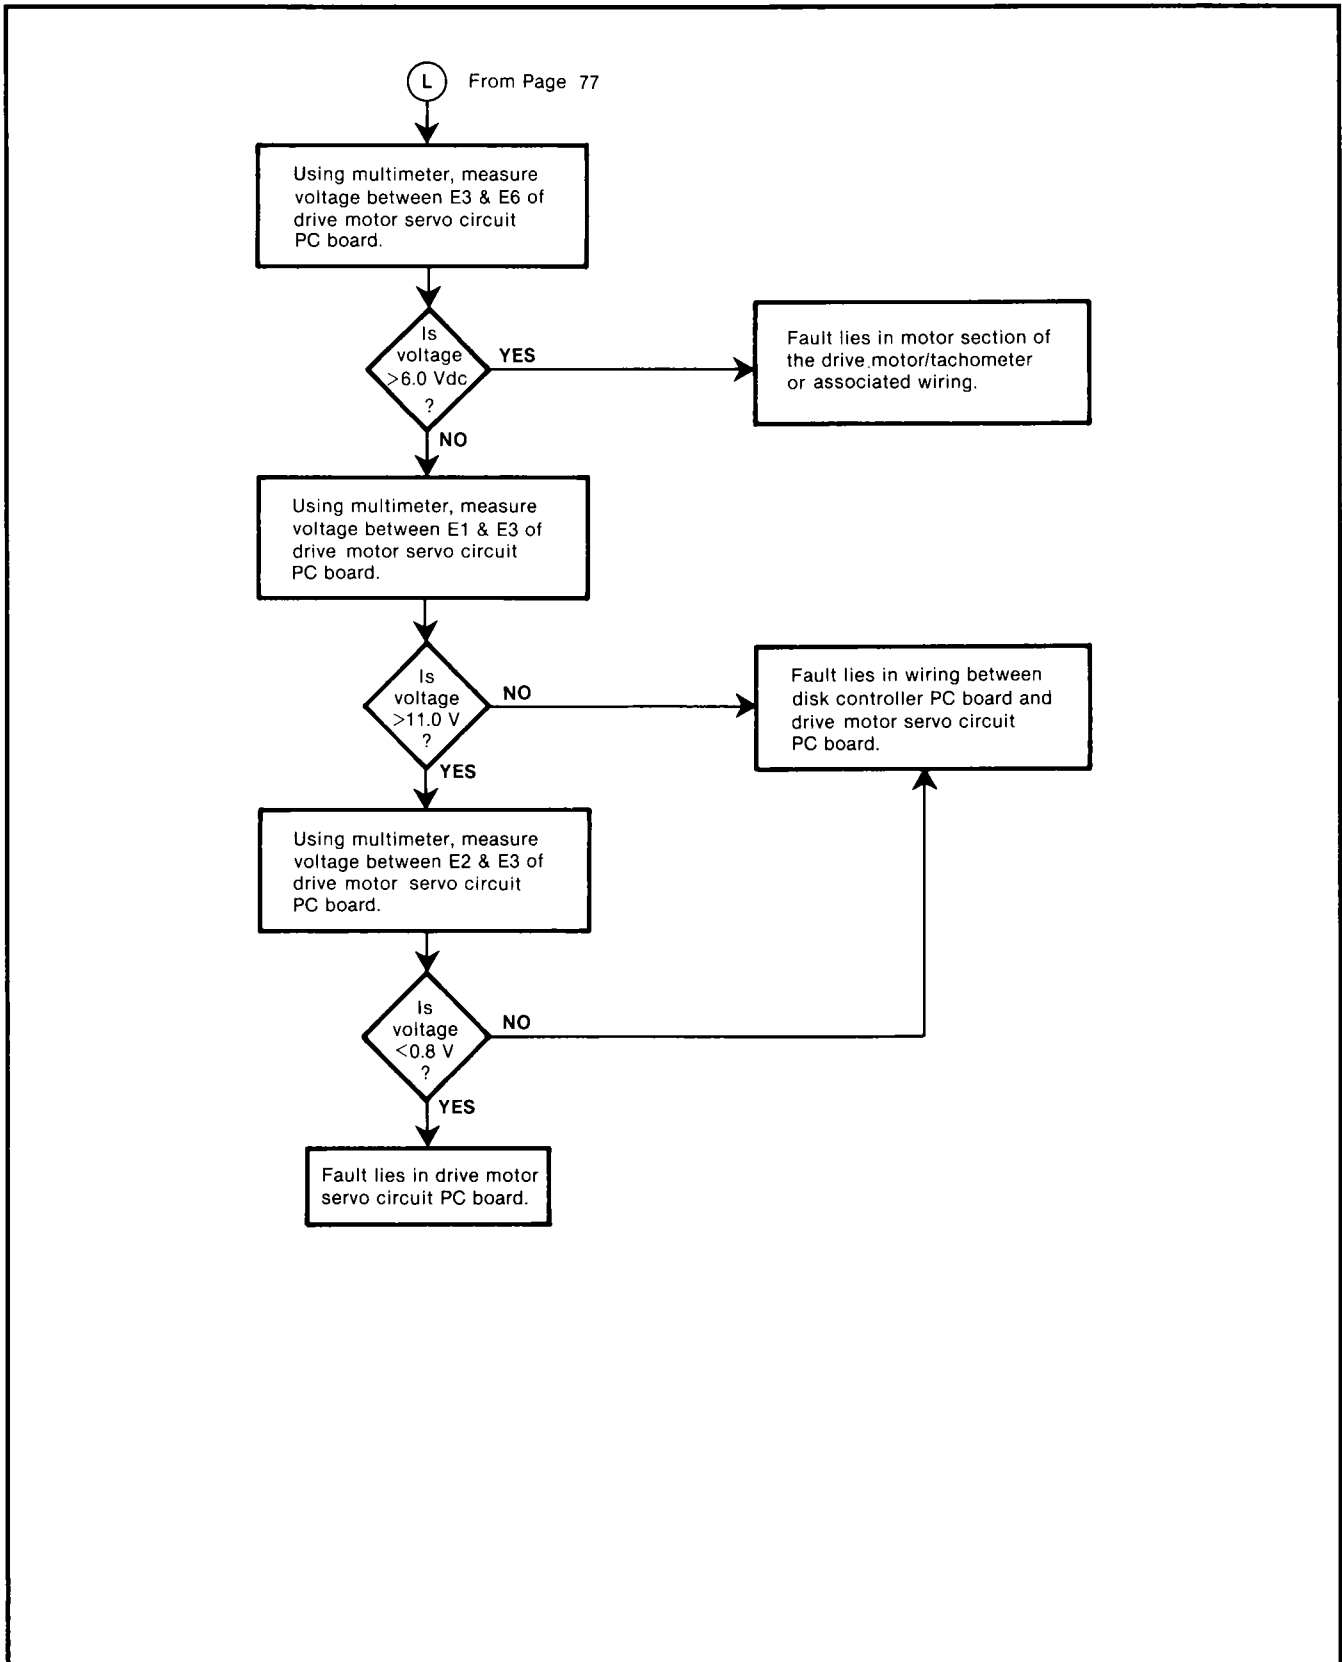 L
From Page 77
Using multimeter, measure
voltage between E3 & E6 of
drive motor servo circuit
PC board.
Is
voltage
>6.0 Vdc
?
YES
Fault lies in motor section of
the drive motor/tachometer
or associated wiring.
NO
Using multimeter, measure
voltage between E1 & E3 of
drive motor servo circuit
PC board.
Is
voltage
>11.0 V
?
NO
Fault lies in wiring between
disk controller PC board and
drive motor servo circuit
PC board.
YES
Using multimeter, measure
voltage between E2 & E3 of
drive motor servo circuit
PC board.
Is
voltage
<0.8 V
?
NO
YES
Fault lies in drive motor
servo circuit PC board.